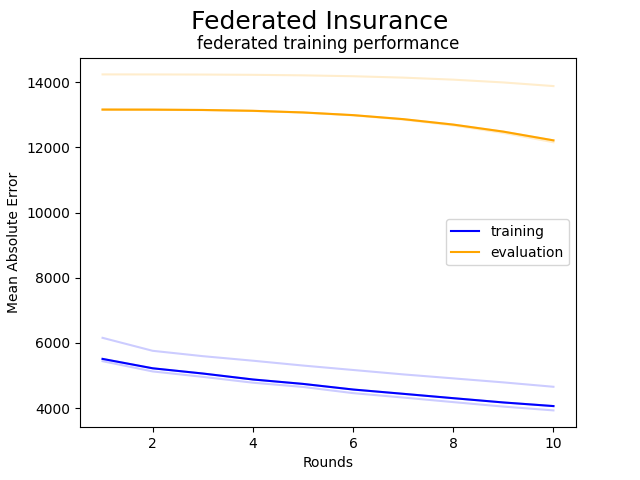 Federated Insurance
federated training performance
14000
12000
10000
8000
6000
4000
Mean Absolute Error
training
evaluation
2 4 6 8 10
Rounds